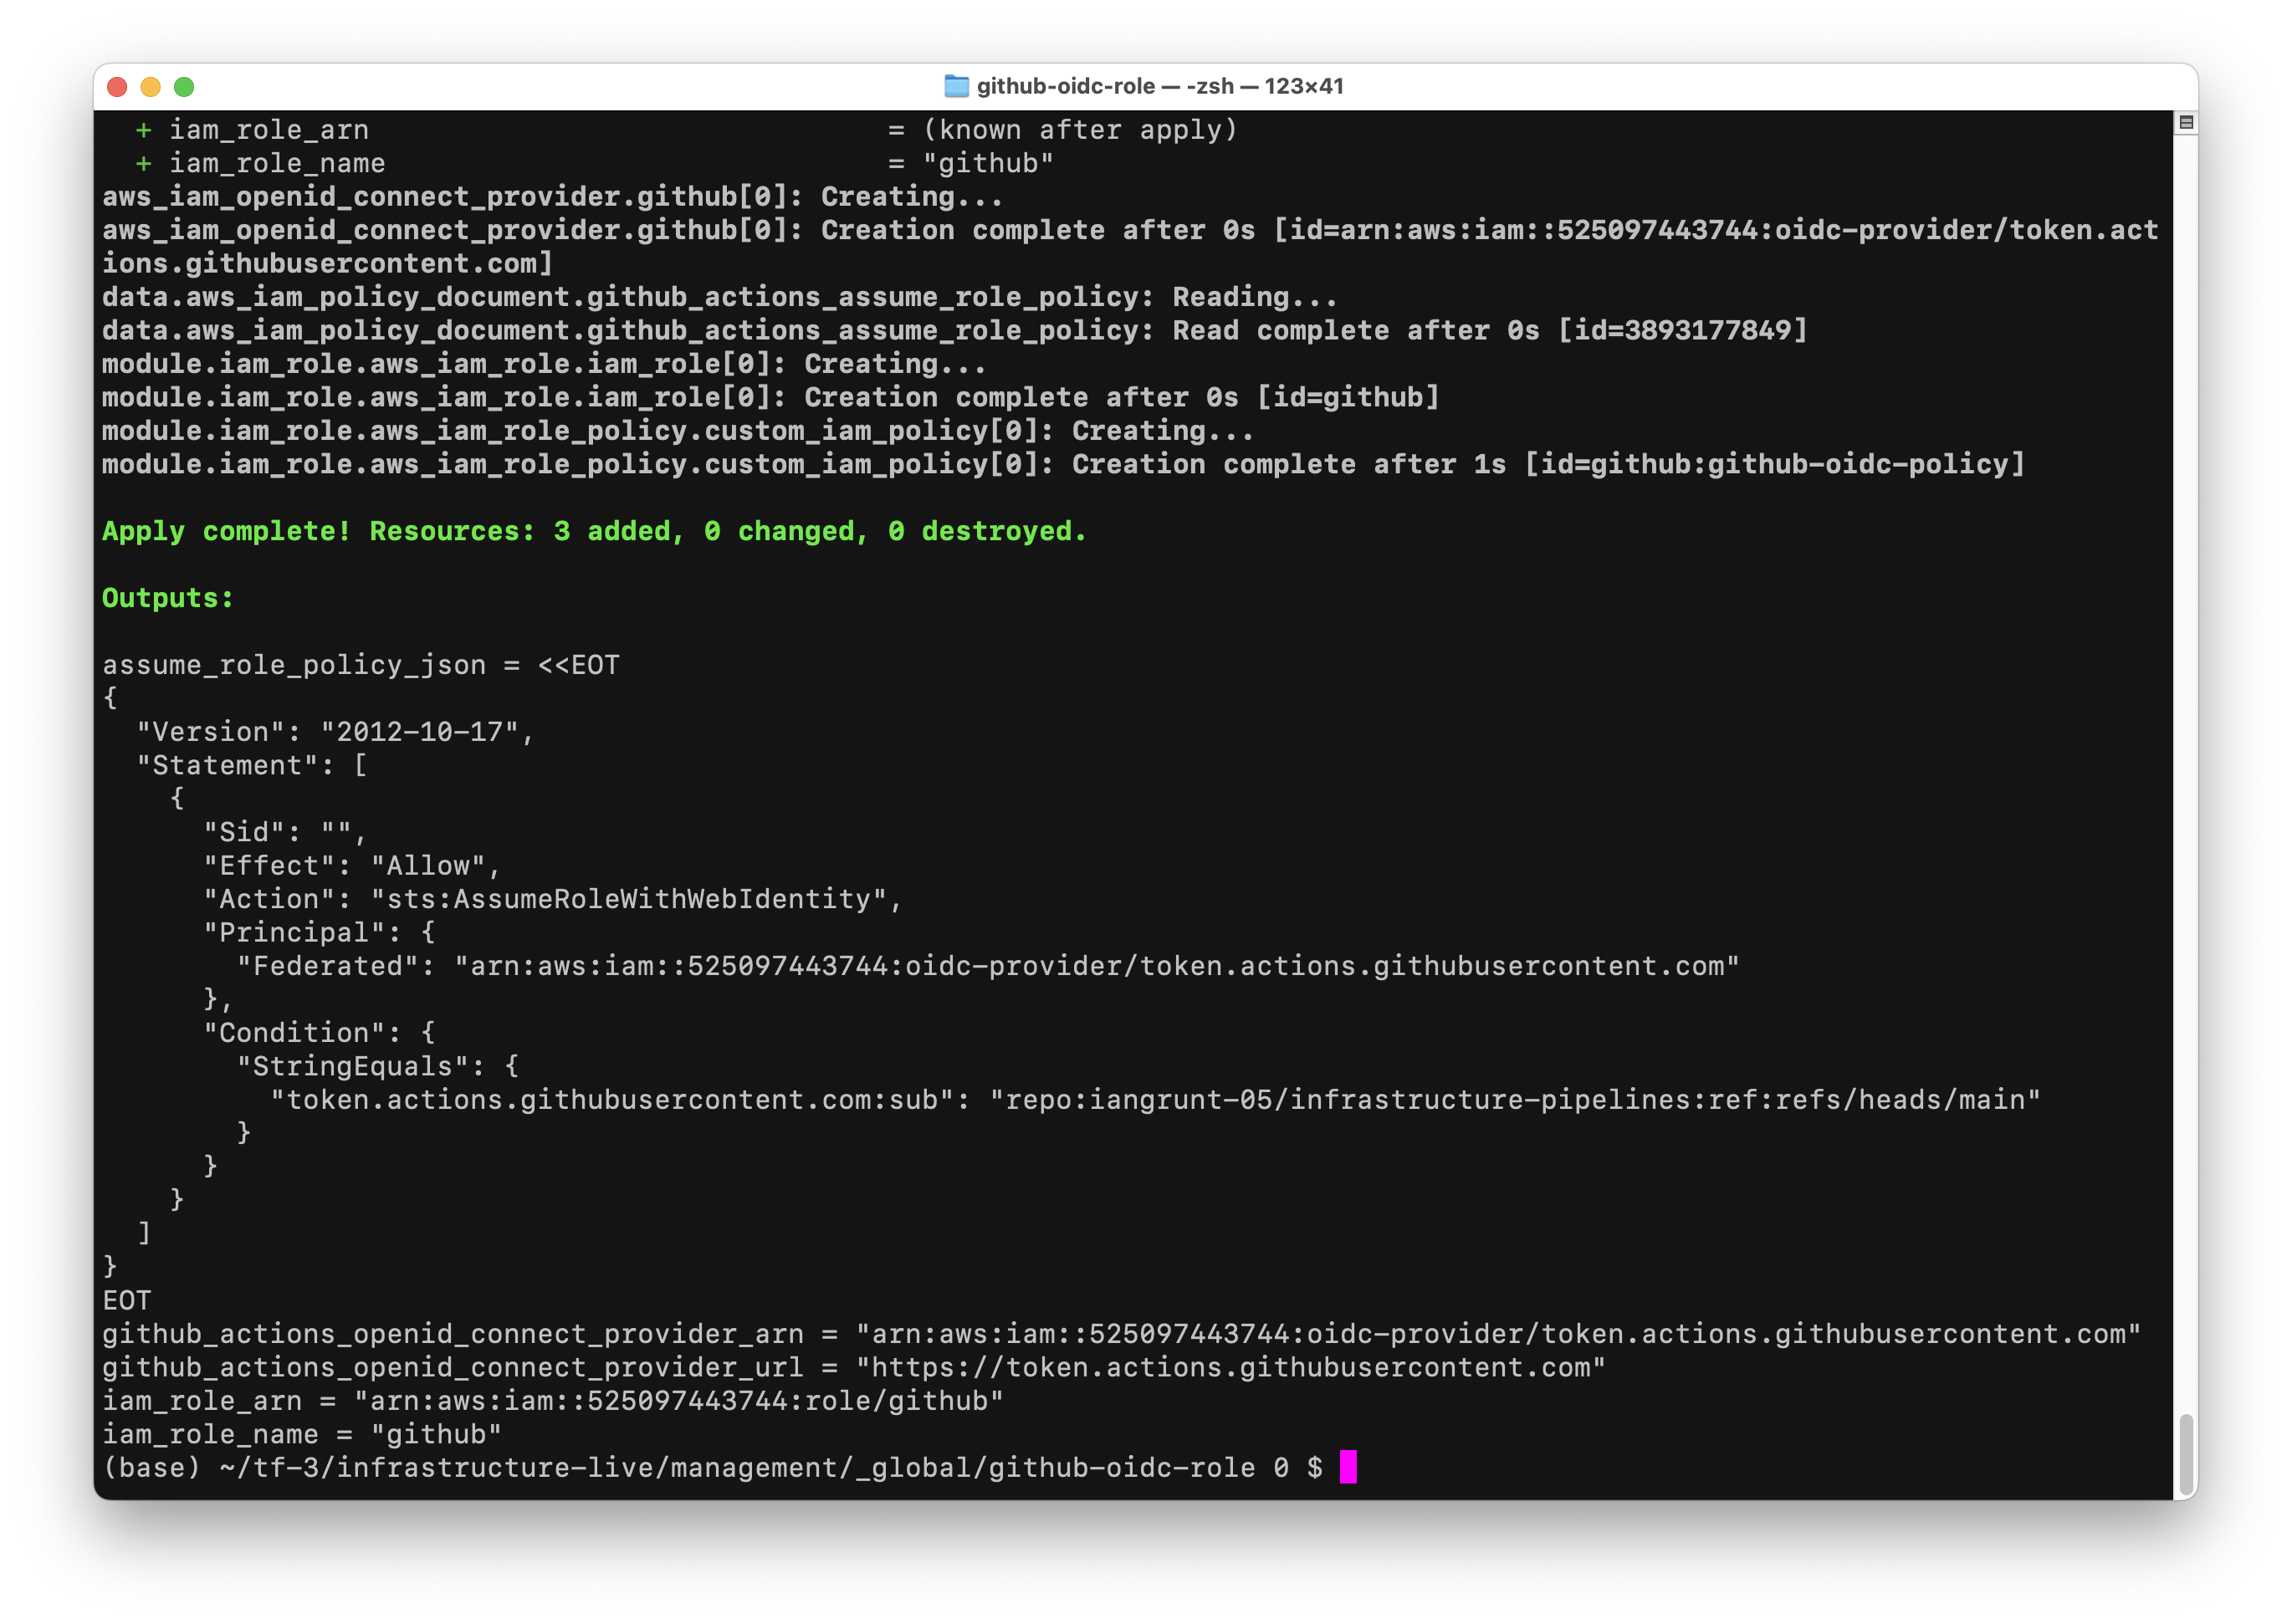 github-oidc-role — -zsh — 123×41
  + iam_role_arn                               = (known after apply)
  + iam_role_name                              = "github"
aws_iam_openid_connect_provider.github[0]: Creating...
aws_iam_openid_connect_provider.github[0]: Creation complete after 0s [id=arn:aws:iam::525097443744:oidc-provider/token.act
ions.githubusercontent.com]
data.aws_iam_policy_document.github_actions_assume_role_policy: Reading...
data.aws_iam_policy_document.github_actions_assume_role_policy: Read complete after 0s [id=3893177849]
module.iam_role.aws_iam_role.iam_role[0]: Creating...
module.iam_role.aws_iam_role.iam_role[0]: Creation complete after 0s [id=github]
module.iam_role.aws_iam_role_policy.custom_iam_policy[0]: Creating...
module.iam_role.aws_iam_role_policy.custom_iam_policy[0]: Creation complete after 1s [id=github:github-oidc-policy]

Apply complete! Resources: 3 added, 0 changed, 0 destroyed.

Outputs:

assume_role_policy_json = <<EOT
{
  "Version": "2012-10-17",
  "Statement": [
    {
      "Sid": "",
      "Effect": "Allow",
      "Action": "sts:AssumeRoleWithWebIdentity",
      "Principal": {
        "Federated": "arn:aws:iam::525097443744:oidc-provider/token.actions.githubusercontent.com"
      },
      "Condition": {
        "StringEquals": {
          "token.actions.githubusercontent.com:sub": "repo:iangrunt-05/infrastructure-pipelines:ref:refs/heads/main"
        }
      }
    }
  ]
}
EOT
github_actions_openid_connect_provider_arn = "arn:aws:iam::525097443744:oidc-provider/token.actions.githubusercontent.com"
github_actions_openid_connect_provider_url = "https://token.actions.githubusercontent.com"
iam_role_arn = "arn:aws:iam::525097443744:role/github"
iam_role_name = "github"
(base) ~/tf-3/infrastructure-live/management/_global/github-oidc-role 0 $